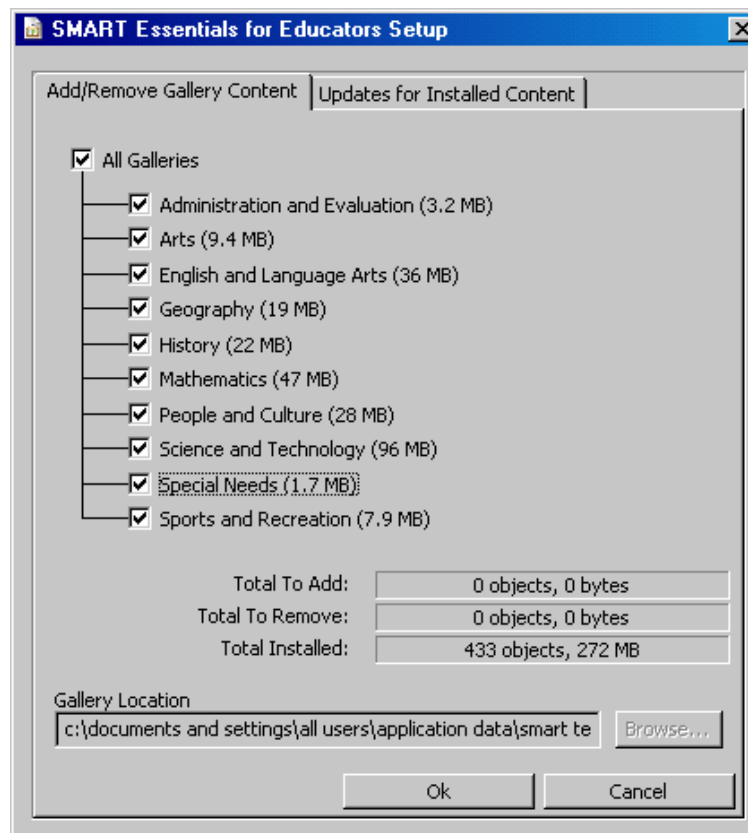 SMART Essentials for Educators Setup
Add/Remove Gallery Content
Updates for Installed Content
All Galleries
Administration and Evaluation (3.2 MB)
Arts (9.4 MB)
English and Language Arts (36 MB)
Geography (19 MB)
History (22 MB)
Mathematics (47 MB)
People and Culture (28 MB)
Science and Technology (96 MB)
Special Needs (1.7 MB)
Sports and Recreation (7.9 MB)
Total To Add: 0 objects, 0 bytes
Total To Remove: 0 objects, 0 bytes
Total Installed: 433 objects, 272 MB
Gallery Location
c:\documents and settings\all users\application data\smart te
Browse...
Ok
Cancel